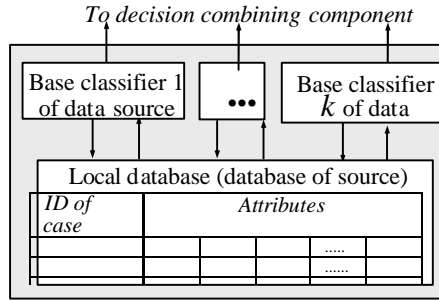 To decision combining component
Base classifier 1
of data source
...
Base classifier
k of data
Local database (database of source)
ID of
case
Attributes
.....
......